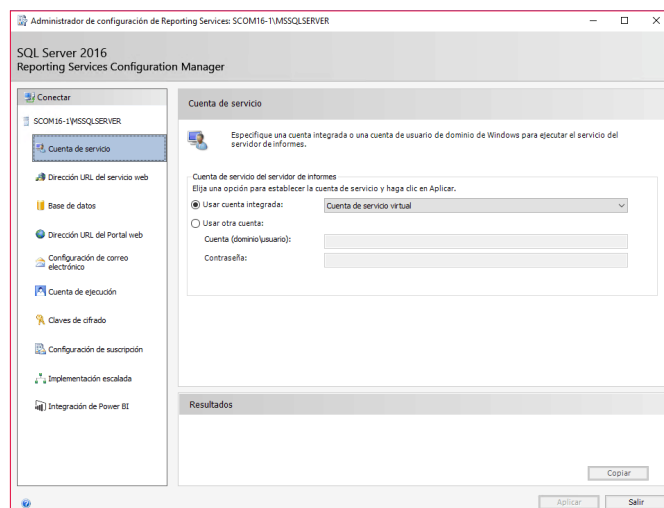 Administrador de configuración de Reporting Services: SCOM16-1\MSSQLSERVER
SQL Server 2016
Reporting Services Configuration Manager
Conectar
SCOM16-1\MSSQLSERVER
Cuenta de servicio
Dirección URL del servicio web
Base de datos
Dirección URL del Portal web
Configuración de correo
electrónico
Cuenta de ejecución
Claves de cifrado
Configuración de suscripción
Implementación escalada
Integración de Power BI
Cuenta de servicio
Especifique una cuenta integrada o una cuenta de usuario de dominio de Windows para ejecutar el servicio del
servidor de informes.
Cuenta de servicio del servidor de informes
Elija una opción para establecer la cuenta de servicio y haga clic en Aplicar.
Usar cuenta integrada:
Cuenta de servicio virtual
Usar otra cuenta:
Cuenta (dominio\usuario):
Contraseña:
Resultados
Copiar
Aplicar
Salir